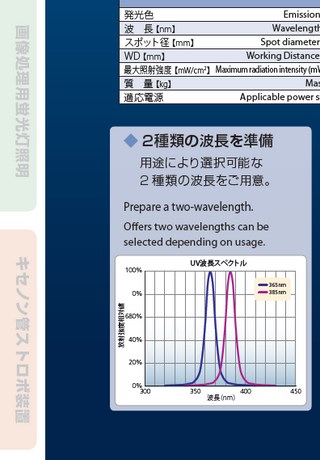 画像処理用蛍光灯照明
キセノン管ストロボ装置
発光色 Emission
波 長【nm】 Wavelength
スポット径【mm】 Spot diameter
WD【mm】 Working Distance
最大照射強度【mW/cm²】 Maximum radiation intensity (mW
質 量【kg】 Mas
適応電源 Applicable power s
◆ 2種類の波長を準備
用途により選択可能な
2 種類の波長をご用意。
Prepare a two-wavelength.
Offers two wavelengths can be
selected depending on usage.
UV波長スペクトル
100%
0%
680%
40%
20%
0%
放射強度相対値
365nm
385nm
300 350 400 450
波長(nm)